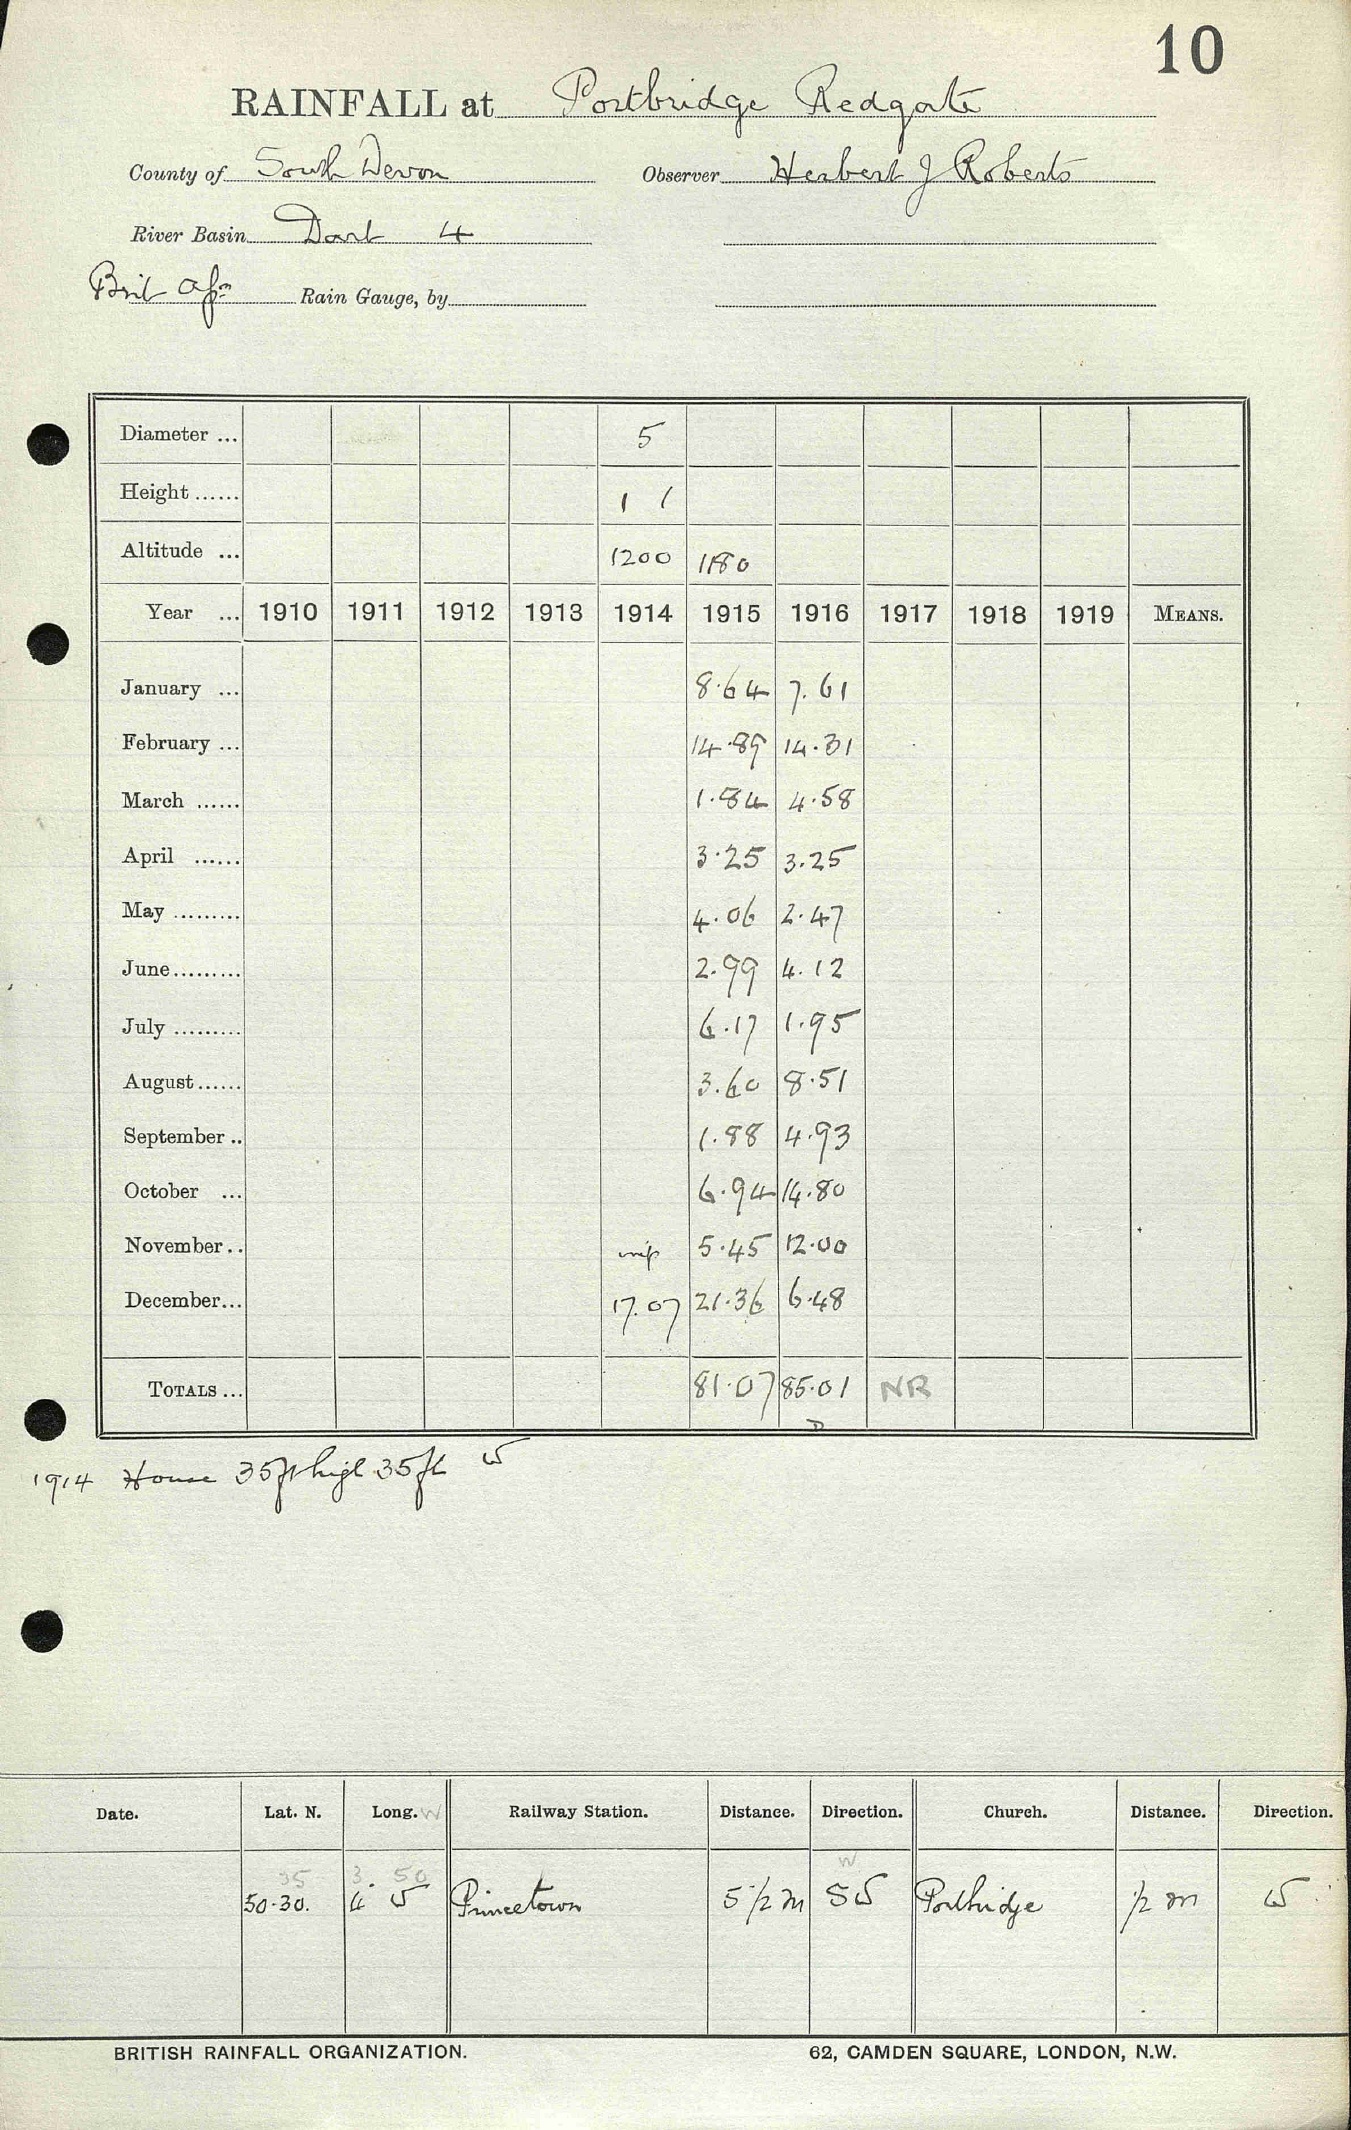 10
RAINFALL at Postbridge Redgate
County of South Devon Observer Herbert J Roberts
River Basin Dart 4
Brit Assn Rain Gauge, by
Diameter ... 5
Height ...... 1 1
Altitude ... 1200 1180
Year ... 1910 1911 1912 1913 1914 1915 1916 1917 1918 1919 MEANS.
January ... 8.64 7.61
February ... 14.89 14.31
March ...... 1.84 4.58
April ...... 3.25 3.25
May ......... 4.06 2.47
June......... 2.99 4.12
July ......... 6.17 1.95
August...... 3.60 8.51
September .. 1.88 4.93
October ... 6.94 14.80
November.. 5.45 12.00
December... 17.07 21.36 6.48
TOTALS ... 81.07 85.01 NR
1914 House 35ft high 35ft W
Date. Lat. N. Long. W Railway Station. Distance. Direction. Church. Distance. Direction.
35 3. 50 W
50.30. 4 5 Princetown 5 1/2 m SW Postbridge 1/2 m W
BRITISH RAINFALL ORGANIZATION. 62, CAMDEN SQUARE, LONDON, N.W.